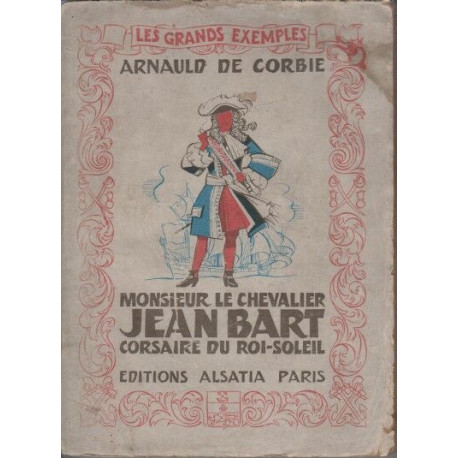 LES GRANDS EXEMPLES
ARNAULD DE CORBIE
MONSIEUR LE CHEVALIER
JEAN BART
CORSAIRE DU ROI-SOLEIL
EDITIONS ALSATIA PARIS